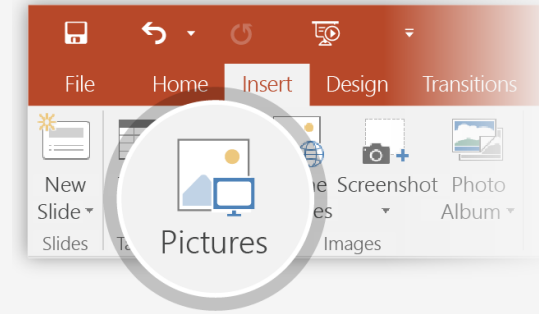 File Home Insert Design Transitions
New Slide
Pictures
Screenshot
Photo Album
Slides
Images